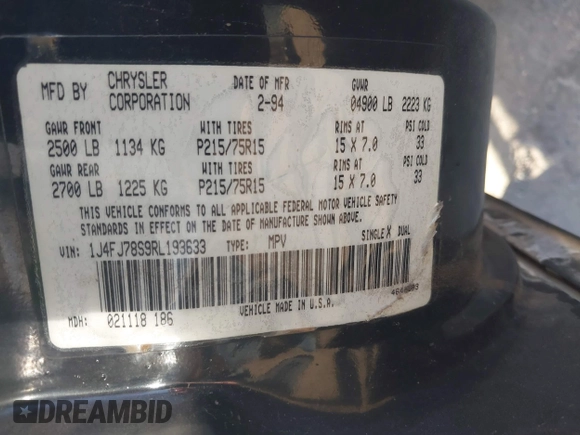 MFD BY CHRYSLER CORPORATION DATE OF MFR 2-94 GVWR 04900 LB 2223 KG
GAWR FRONT WITH TIRES RIMS AT PSI COLD
2500 LB 1134 KG P215/75R15 15 X 7.0 33
GAWR REAR WITH TIRES RIMS AT PSI COLD
2700 LB 1225 KG P215/75R15 15 X 7.0 33
THIS VEHICLE CONFORMS TO ALL APPLICABLE FEDERAL MOTOR VEHICLE SAFETY
STANDARDS IN EFFECT ON THE DATE OF MANUFACTURE SHOWN ABOVE.
VIN: 1J4FJ78S9RL193633 TYPE: MPV SINGLE X DUAL
MDH: 021118 186 VEHICLE MADE IN U.S.A.
DREAMBID